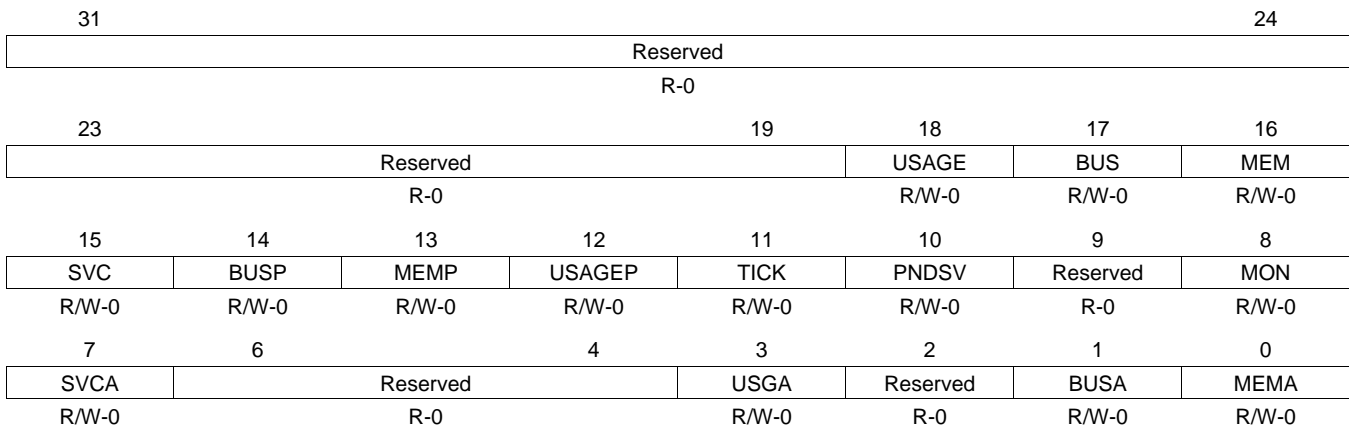 31 24
Reserved
R-0
23 19 18 17 16
Reserved USAGE BUS MEM
R-0 R/W-0 R/W-0 R/W-0
15 14 13 12 11 10 9 8
SVC BUSP MEMP USAGEP TICK PNDSV Reserved MON
R/W-0 R/W-0 R/W-0 R/W-0 R/W-0 R/W-0 R-0 R/W-0
7 6 4 3 2 1 0
SVCA Reserved USGA Reserved BUSA MEMA
R/W-0 R-0 R/W-0 R-0 R/W-0 R/W-0